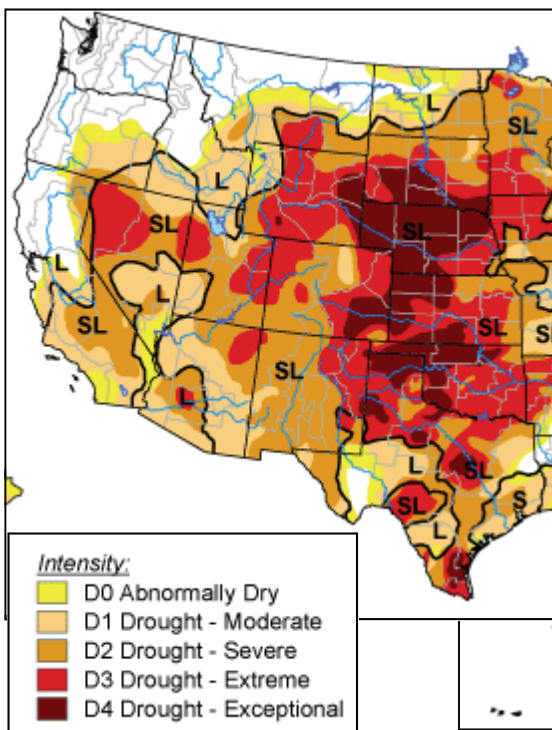 L
SL
L
SL
SL
L
L
SL
SL
SL
SL
L
L
SL
SL
L
S
L
Intensity:
D0 Abnormally Dry
D1 Drought - Moderate
D2 Drought - Severe
D3 Drought - Extreme
D4 Drought - Exceptional